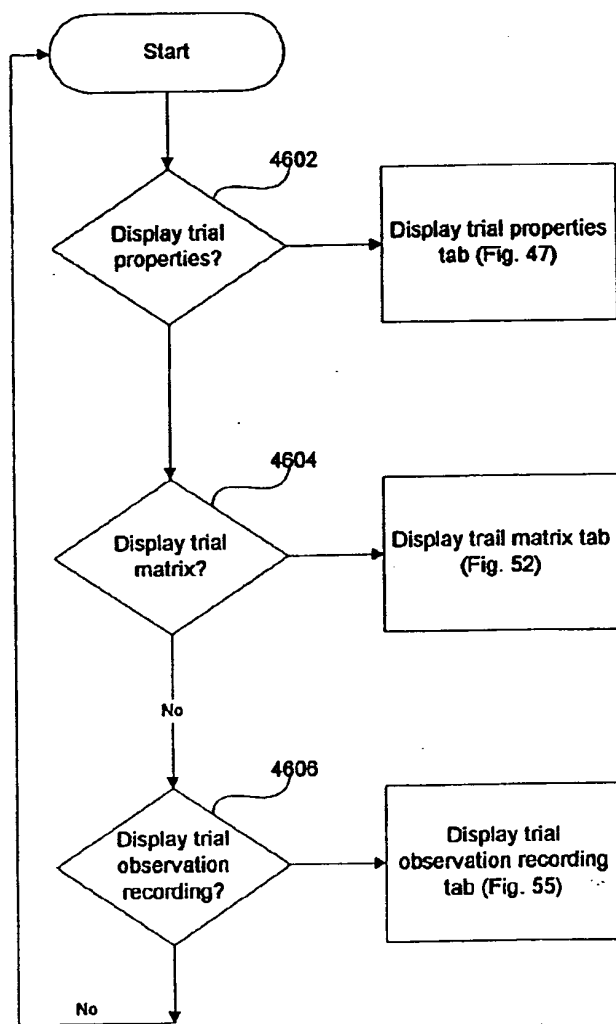 Start
4602
Display trial
properties?
Display trial properties
tab (Fig. 47)
4604
Display trial
matrix?
Display trail matrix tab
(Fig. 52)
No
4606
Display trial
observation
recording?
Display trial
observation recording
tab (Fig. 55)
No